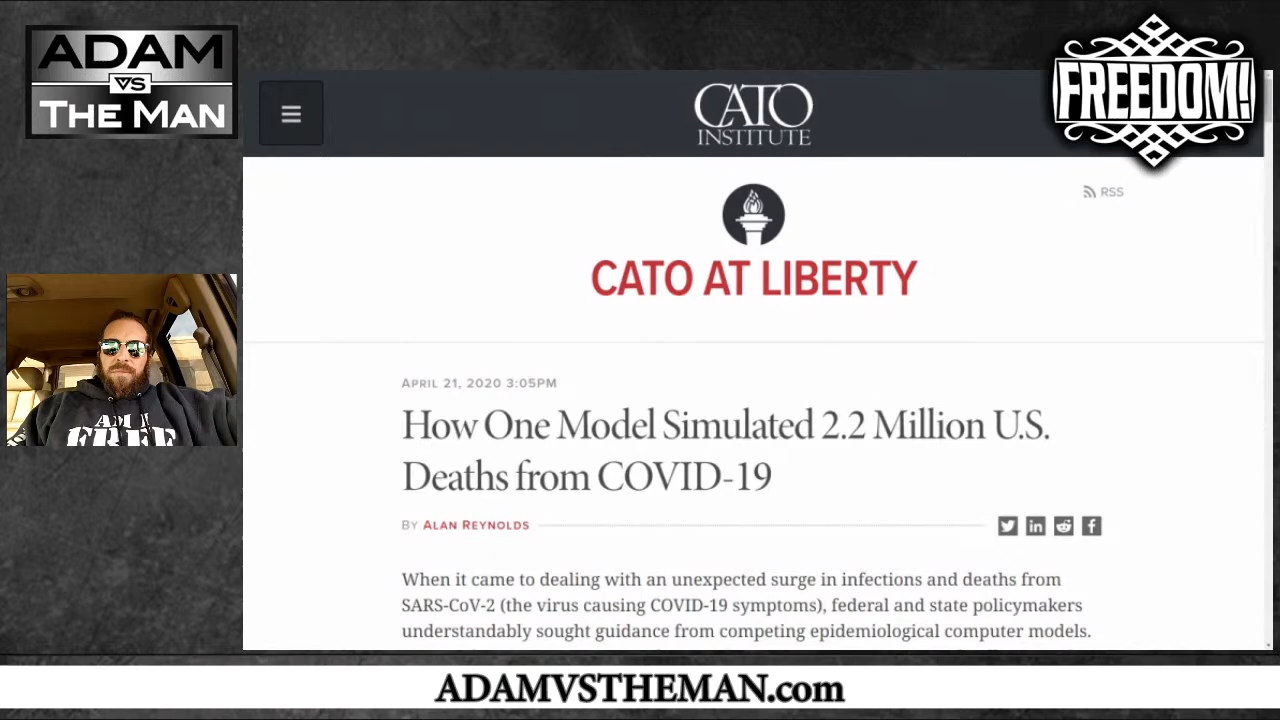 ADAM
VS
THE MAN
FREEDOM!
CATO
INSTITUTE
RSS
CATO AT LIBERTY
APRIL 21, 2020 3:05PM
How One Model Simulated 2.2 Million U.S.
Deaths from COVID-19
BY ALAN REYNOLDS
When it came to dealing with an unexpected surge in infections and deaths from
SARS-CoV-2 (the virus causing COVID-19 symptoms), federal and state policymakers
understandably sought guidance from competing epidemiological computer models.
FREE
ADAMVSTHEMAN.com